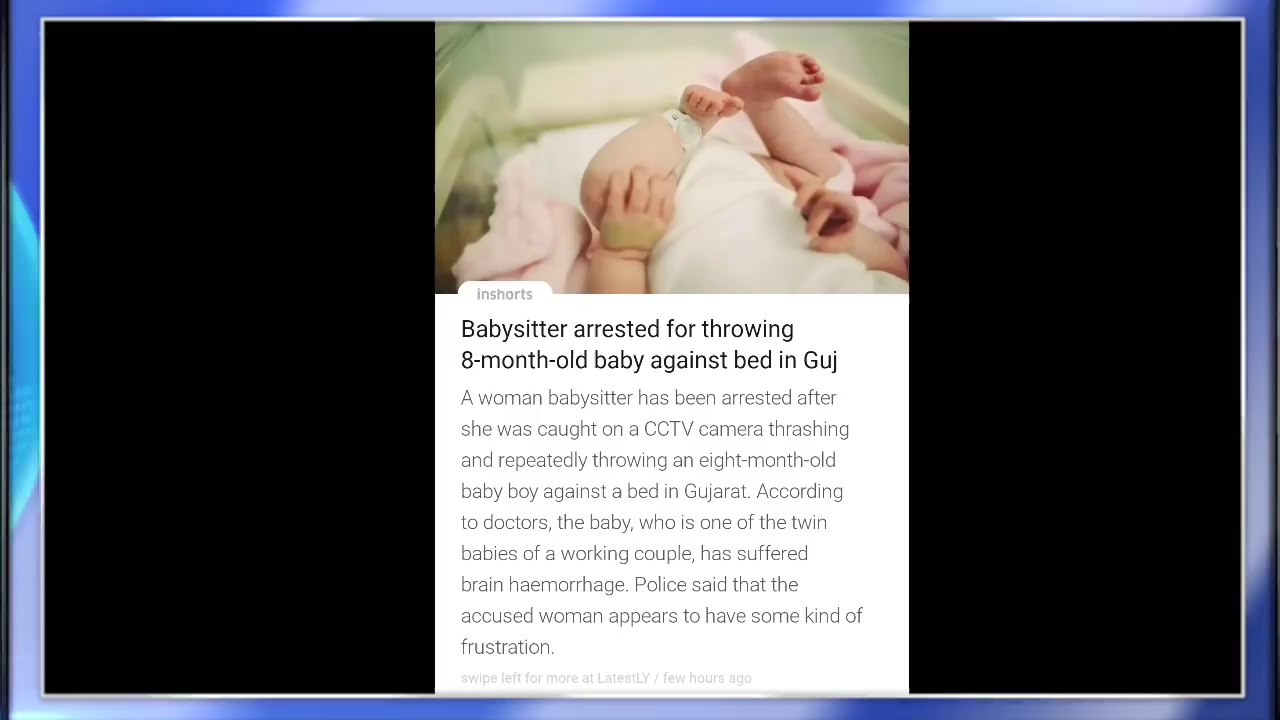 inshorts
Babysitter arrested for throwing
8-month-old baby against bed in Guj
A woman babysitter has been arrested after
she was caught on a CCTV camera thrashing
and repeatedly throwing an eight-month-old
baby boy against a bed in Gujarat. According
to doctors, the baby, who is one of the twin
babies of a working couple, has suffered
brain haemorrhage. Police said that the
accused woman appears to have some kind of
frustration.
swipe left for more at LatestLY / few hours ago